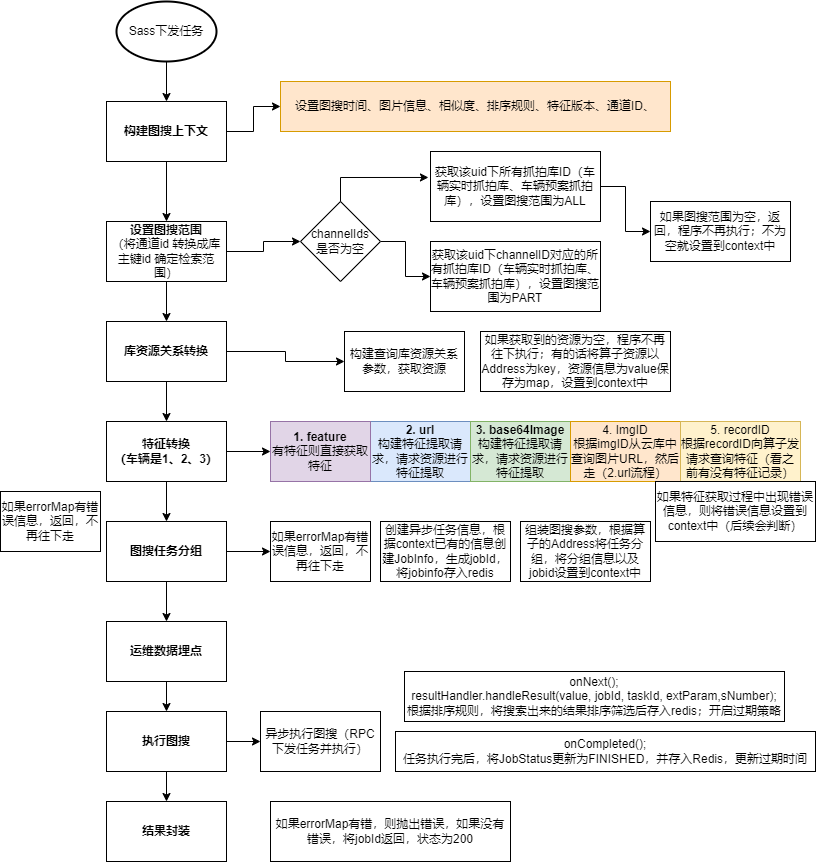 Sass下发任务
构建图搜上下文
设置图搜时间、图片信息、相似度、排序规则、特征版本、通道ID、
设置图搜范围
(将通道id 转换成库
主键id 确定检索范
围)
channelIds
是否为空
获取该uid下所有抓拍库ID（车
辆实时抓拍库、车辆预案抓拍
库），设置图搜范围为ALL
获取该uid下channelID对应的所
有抓拍库ID（车辆实时抓拍库、
车辆预案抓拍库），设置图搜范
围为PART
如果图搜范围为空，返
回，程序不再执行；不为
空就设置到context中
库资源关系转换
构建查询库资源关系
参数，获取资源
如果获取到的资源为空，程序不再
往下执行；有的话将算子资源以
Address为key，资源信息为value保
存为map，设置到context中
特征转换
(车辆是1、2、3)
1. feature
有特征则直接获取
特征
2. url
构建特征提取请
求，请求资源进行
特征提取
3. base64Image
构建特征提取请
求，请求资源进行
特征提取
4. ImgID
根据imgID从云库中
查询图片URL，然后
走（2.url流程）
5. recordID
根据recordID向算子发
请求查询特征（看之
前有没有特征记录）
如果特征获取过程中出现错误
信息，则将错误信息设置到
context中（后续会判断）
如果errorMap有错
误信息，返回，不
再往下走
图搜任务分组
如果errorMap有错
误信息，返回，不
再往下走
创建异步任务信息，根
据context已有的信息创
建JobInfo，生成jobId，
将jobinfo存入redis
组装图搜参数，根据算
子的Address将任务分
组，将分组信息以及
jobid设置到context中
运维数据埋点
执行图搜
异步执行图搜（RPC
下发任务并执行）
onNext();
resultHandler.handleResult(value, jobId, taskId, extParam,sNumber);
根据排序规则，将搜索出来的结果排序筛选后存入redis；开启过期策略
onCompleted();
任务执行完后，将JobStatus更新为FINISHED，并存入Redis，更新过期时间
结果封装
如果errorMap有错，则抛出错误，如果没有
错误，将jobId返回，状态为200